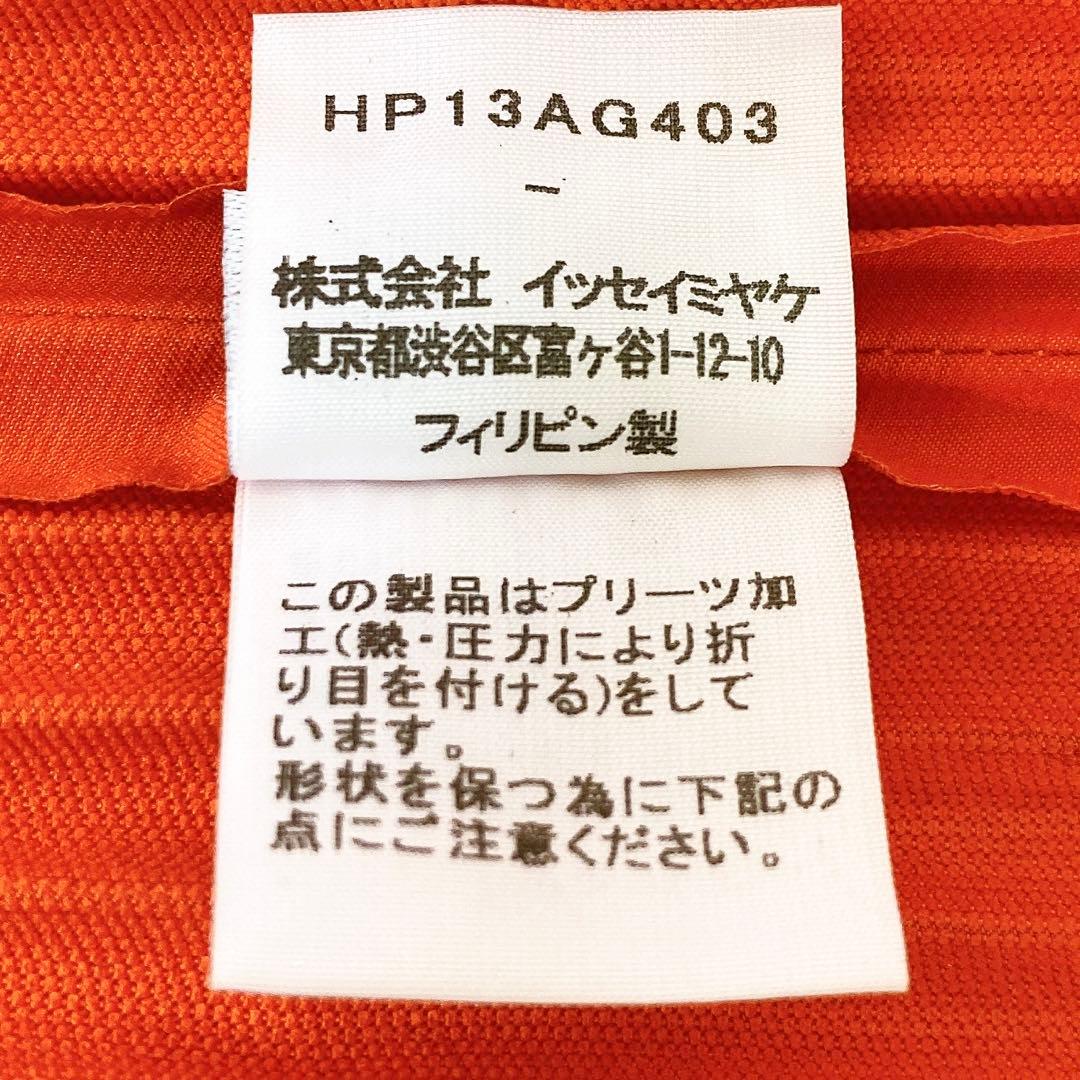 HP13AG403
-
株式会社 イッセイミヤケ
東京都渋谷区富ヶ谷1-12-10
フィリピン製
この製品はプリーツ加
工(熱・圧力により折
り目を付ける)をして
います。
形状を保つ為に下記の
点にご注意ください。